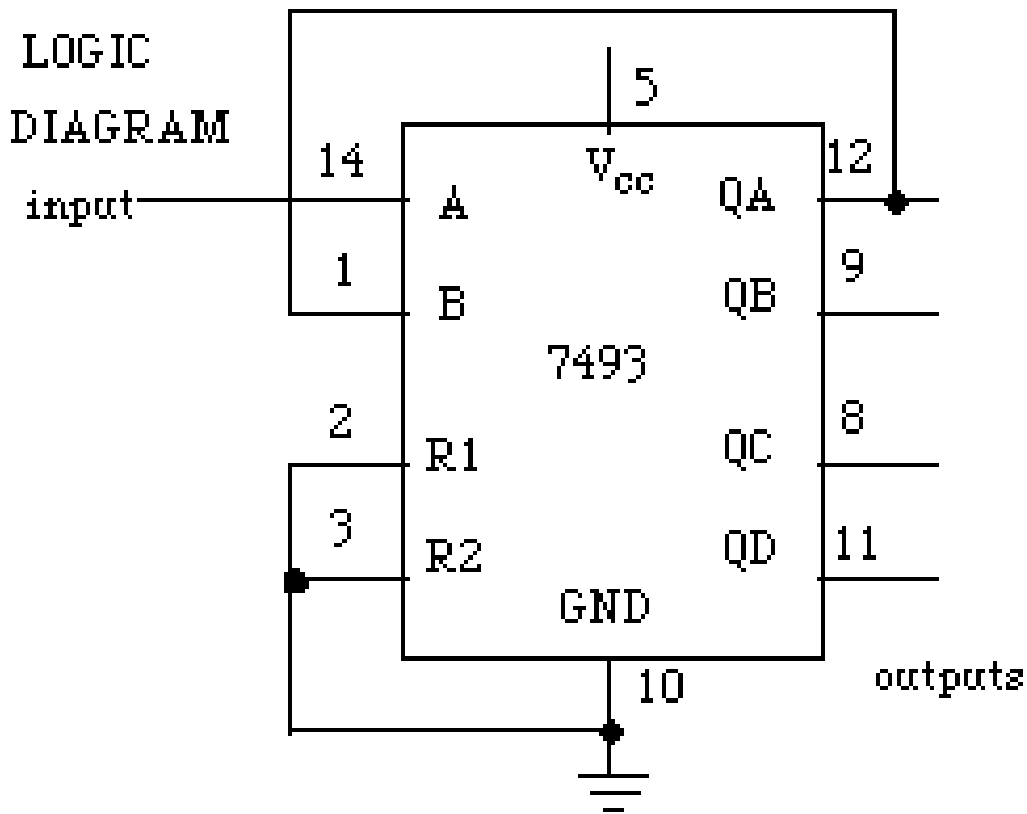 LOGIC
DIAGRAM
5
14
Vcc
12
input
A
QA
1
9
B
QB
7493
2
8
R1
QC
3
11
R2
QD
GND
10
outputs